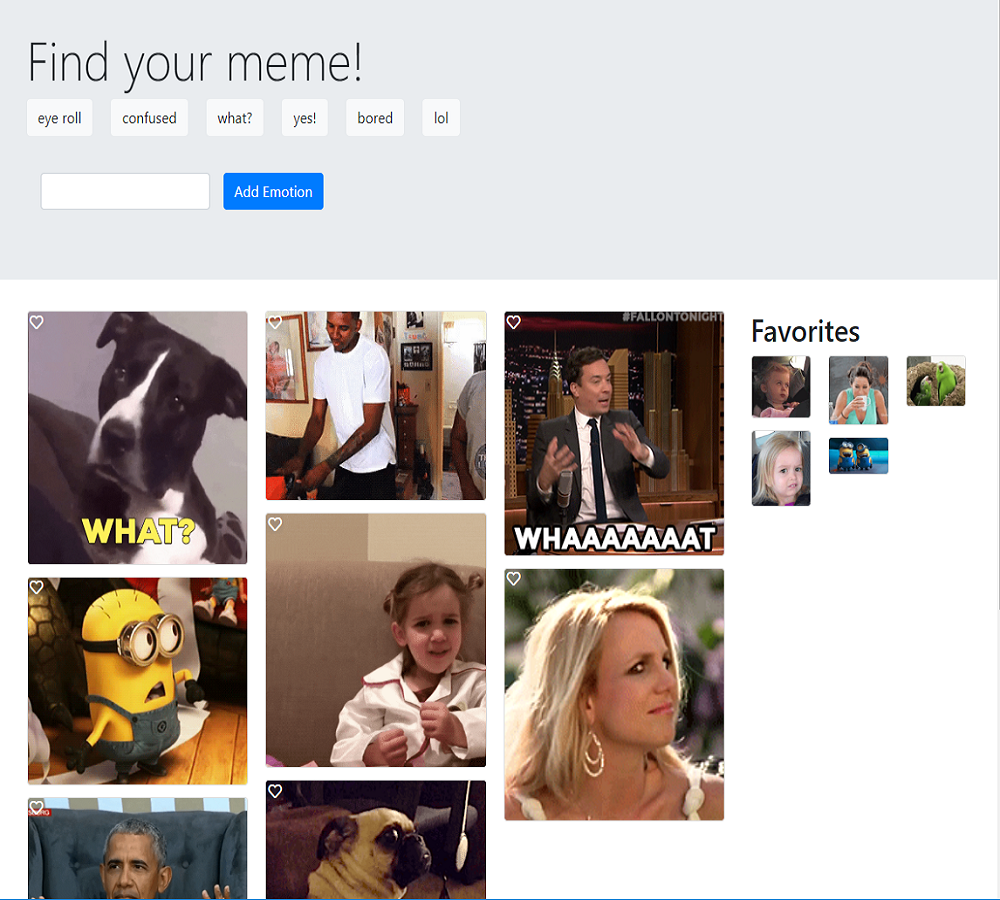 Find your meme!
eye roll confused what? yes! bored lol
Add Emotion
#FALLONTONIGHT
Favorites
WHAT?
WHAAAAAAAT